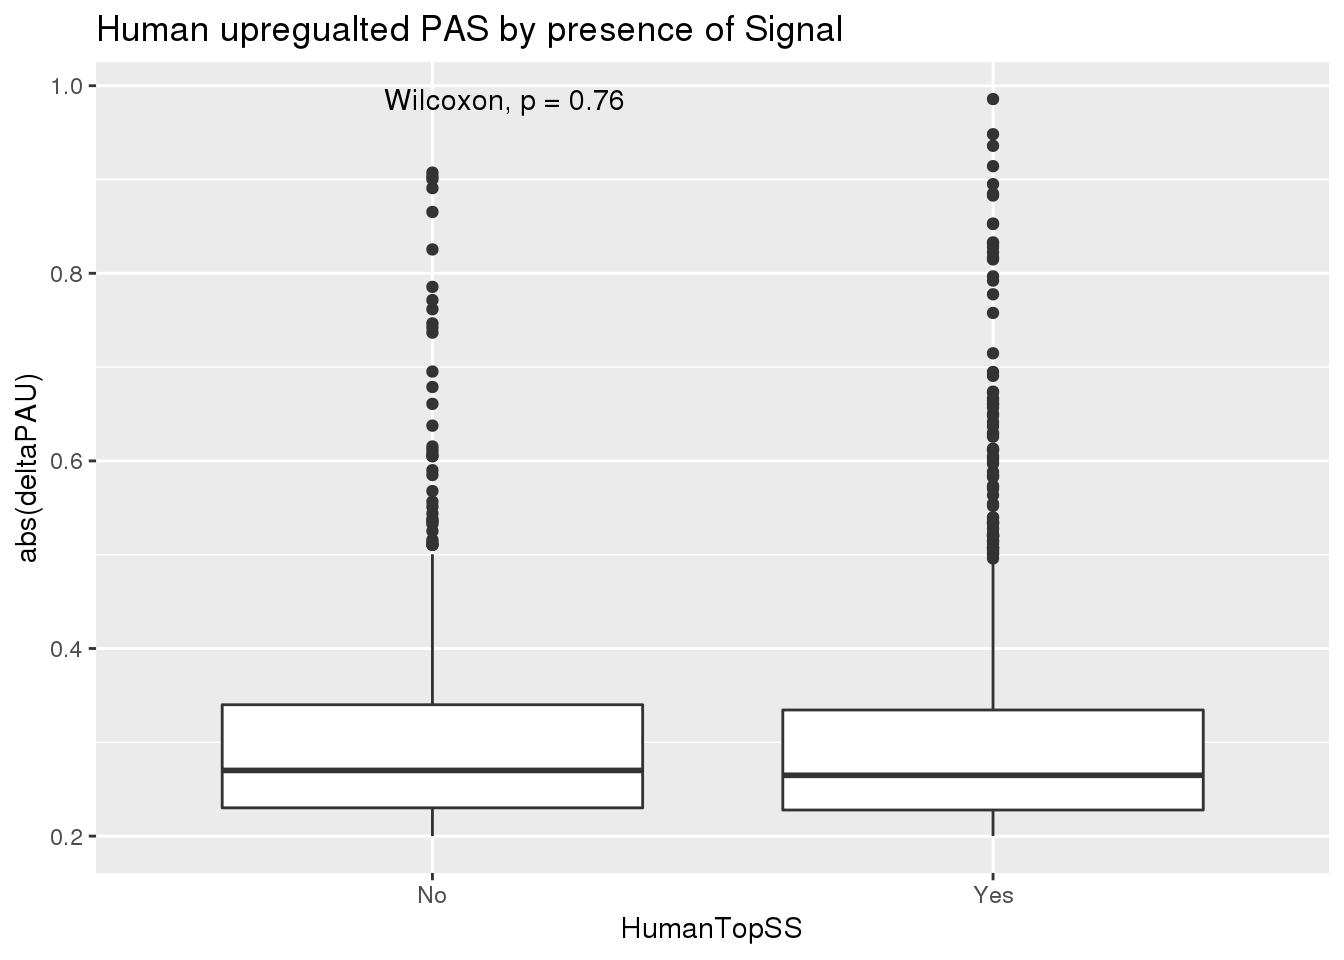 Human upregualted PAS by presence of Signal
Wilcoxon, p = 0.76
1.0
0.8
0.6
0.4
0.2
abs(deltaPAU)
No
Yes
HumanTopSS